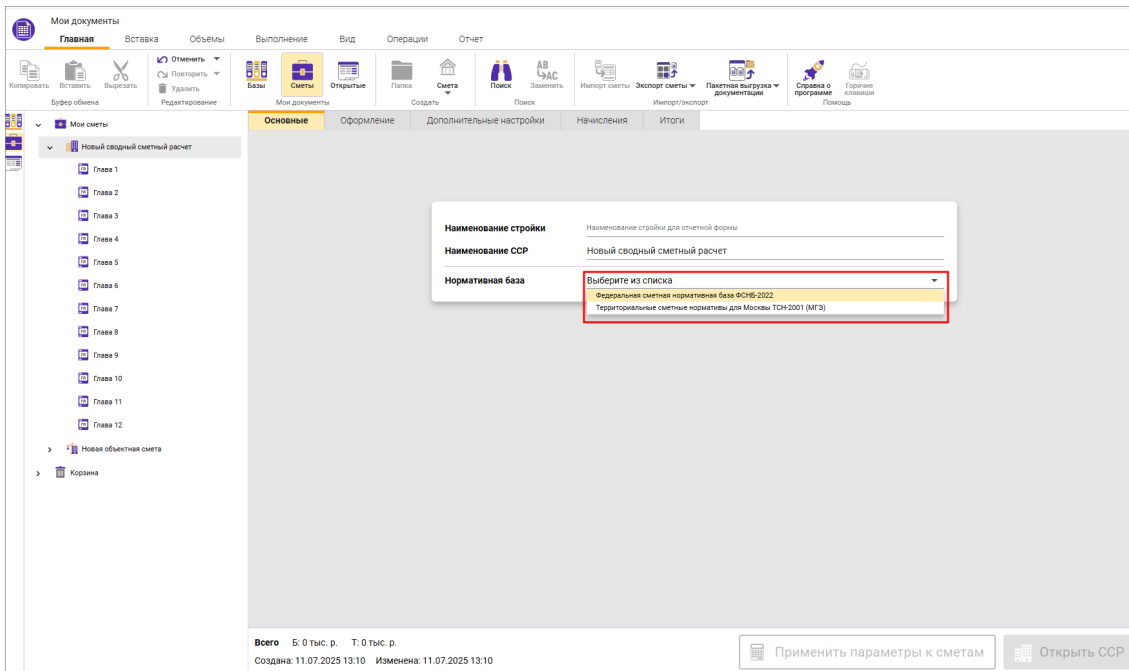 Мои документы
Главная Вставка Объёмы Выполнение Вид Операции Отчет
Копировать Вставить Вырезать
Буфер обмена
Отменить
Повторить
Удалить
Редактирование
Базы Сметы Открытые
Мои документы
Папка Смета
Создать
AB
AC
Поиск Заменить
Поиск
Импорт сметы Экспорт сметы Пакетная выгрузка документации
Импорт/экспорт
Справка о программе Горячие клавиши
Помощь
Мои сметы
Новый сводный сметный расчет
Глава 1
Глава 2
Глава 3
Глава 4
Глава 5
Глава 6
Глава 7
Глава 8
Глава 9
Глава 10
Глава 11
Глава 12
Новая объектная смета
Корзина
Основные Оформление Дополнительные настройки Начисления Итоги
Наименование стройки Наименование стройки для отчетной формы
Наименование ССР Новый сводный сметный расчет
Нормативная база Выберите из списка
Федеральная сметная нормативная база ФСНБ-2022
Территориальные сметные нормативы для Москвы ТСН-2001 (МГЭ)
Всего Б: 0 тыс. р. Т: 0 тыс. р.
Создана: 11.07.2025 13:10 Изменена: 11.07.2025 13:10
Применить параметры к сметам
Открыть ССР